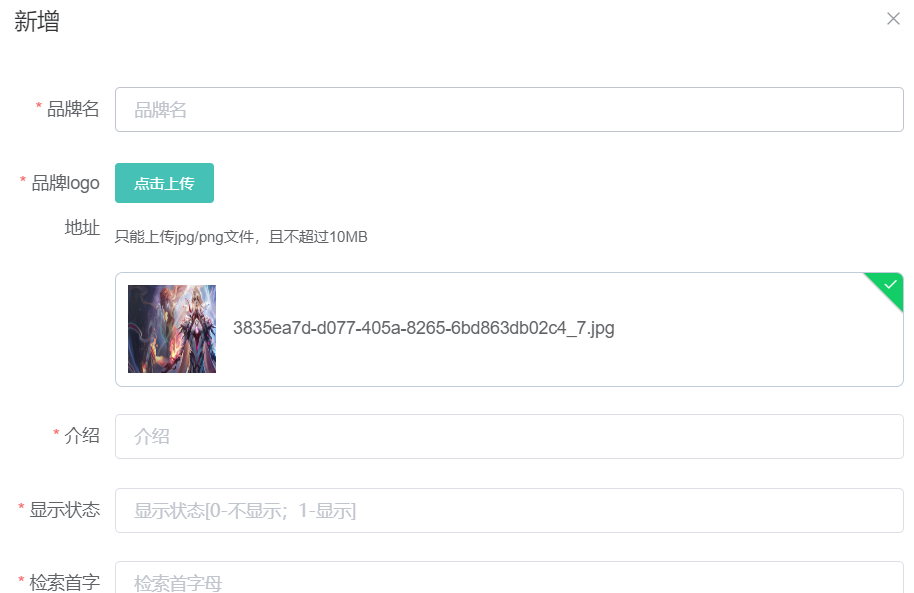 新增
* 品牌名
品牌名
* 品牌logo
地址
点击上传
只能上传jpg/png文件，且不超过10MB
3835ea7d-d077-405a-8265-6bd863db02c4_7.jpg
* 介绍
介绍
* 显示状态
显示状态[0-不显示；1-显示]
* 检索首字
检索首字母